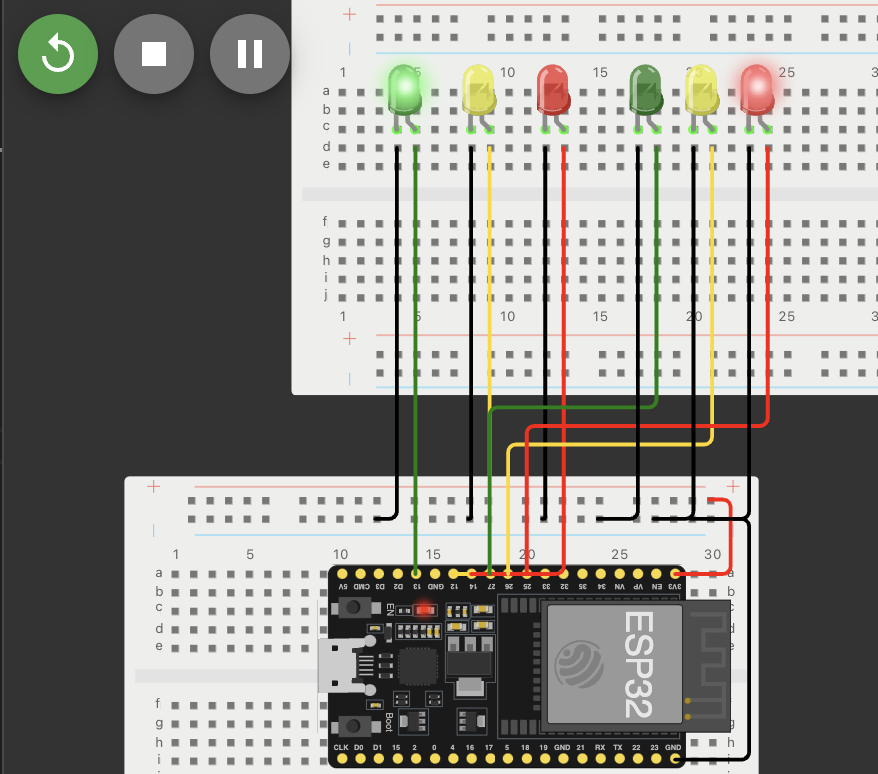 1 5 10 15 20 25 3
a
b
c
d
e
f
g
h
i
j
1 5 10 15 20 25 3
1 5 10 15 20 25 30
a a
b b
c c
d d
e e
5V CMD D3 D2 13 GND 12 14 27 26 25 33 32 35 34 VN VP EN 3V3
EN
ESP32
Boot
f
g g
h h
i i
CLK D0 D1 15 2 0 4 16 17 5 18 19 GND 21 RX TX 22 23 GND